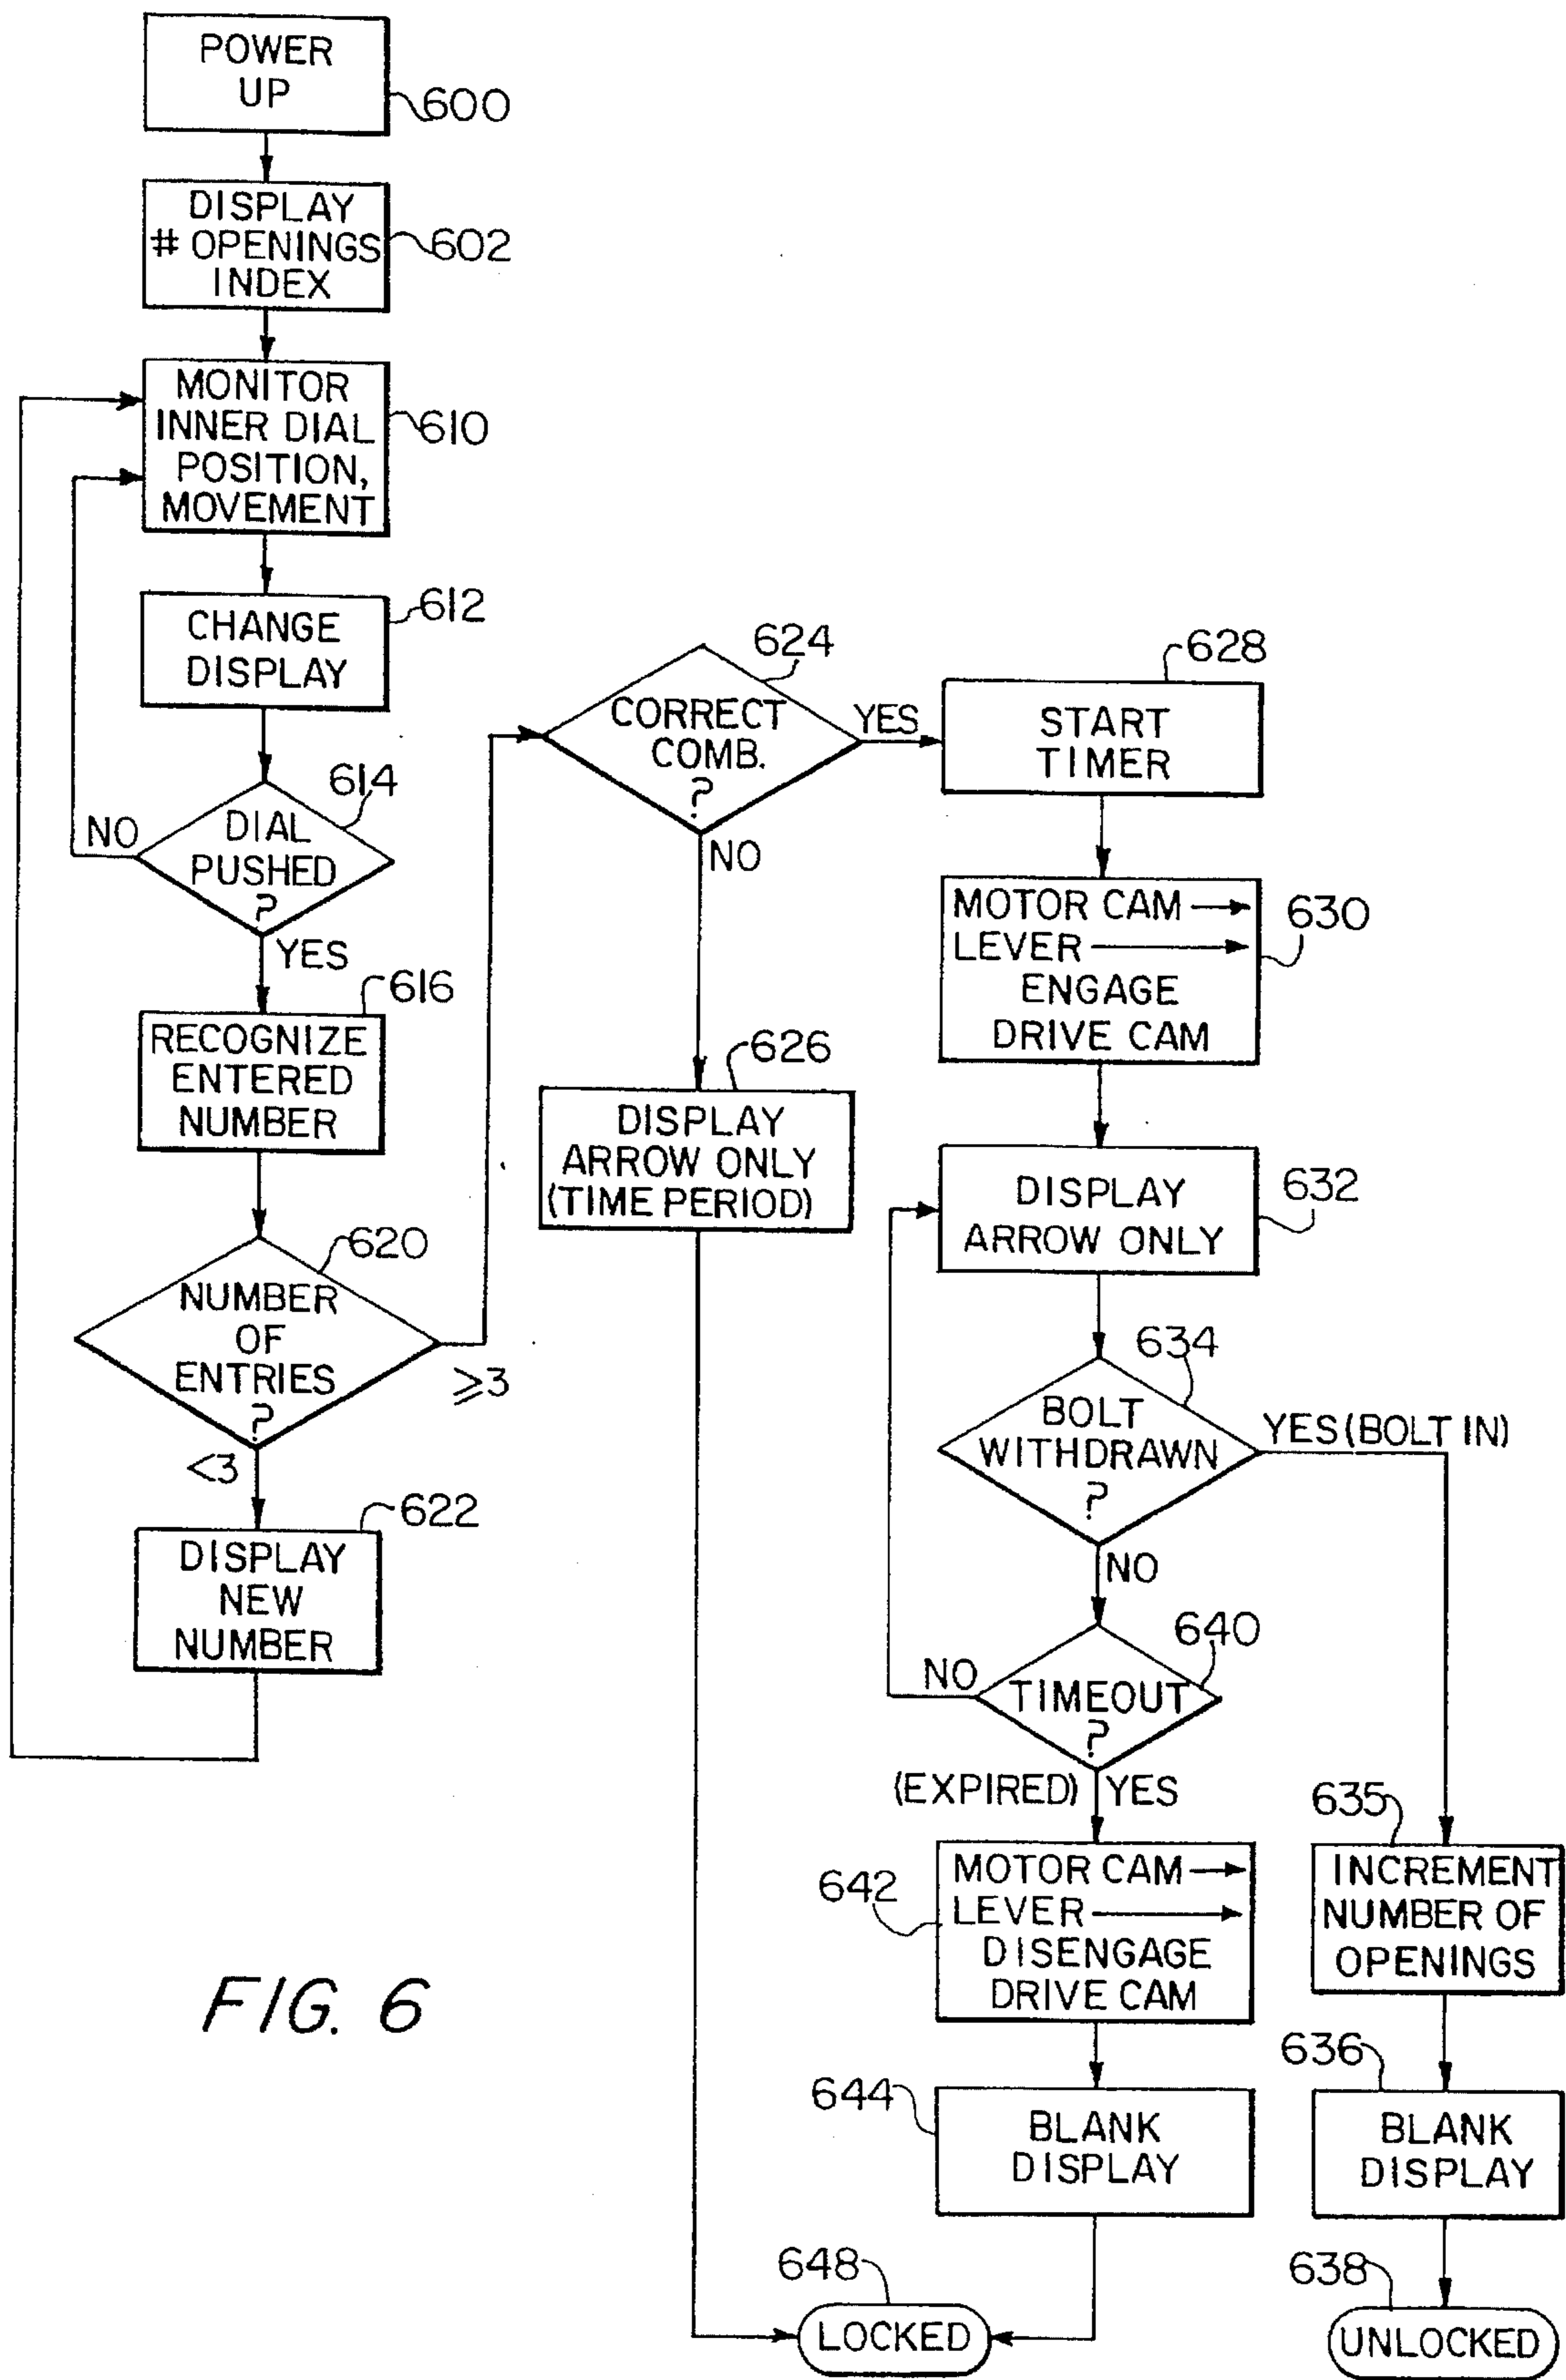 POWER
UP
600
DISPLAY
# OPENINGS
INDEX
602
MONITOR
INNER DIAL
POSITION,
MOVEMENT
610
CHANGE
DISPLAY
612
DIAL
PUSHED
?
614
NO
YES
RECOGNIZE
ENTERED
NUMBER
616
NUMBER
OF
ENTRIES
?
620
≥3
<3
DISPLAY
NEW
NUMBER
622
CORRECT
COMB.
?
624
YES
NO
DISPLAY
ARROW ONLY
(TIME PERIOD)
626
START
TIMER
628
MOTOR CAM →
LEVER →
ENGAGE
DRIVE CAM
630
DISPLAY
ARROW ONLY
632
BOLT
WITHDRAWN
?
634
YES (BOLT IN)
NO
TIMEOUT
?
640
NO
(EXPIRED) YES
MOTOR CAM →
LEVER →
DISENGAGE
DRIVE CAM
642
BLANK
DISPLAY
644
LOCKED
648
635
INCREMENT
NUMBER OF
OPENINGS
636
BLANK
DISPLAY
638
UNLOCKED
FIG. 6